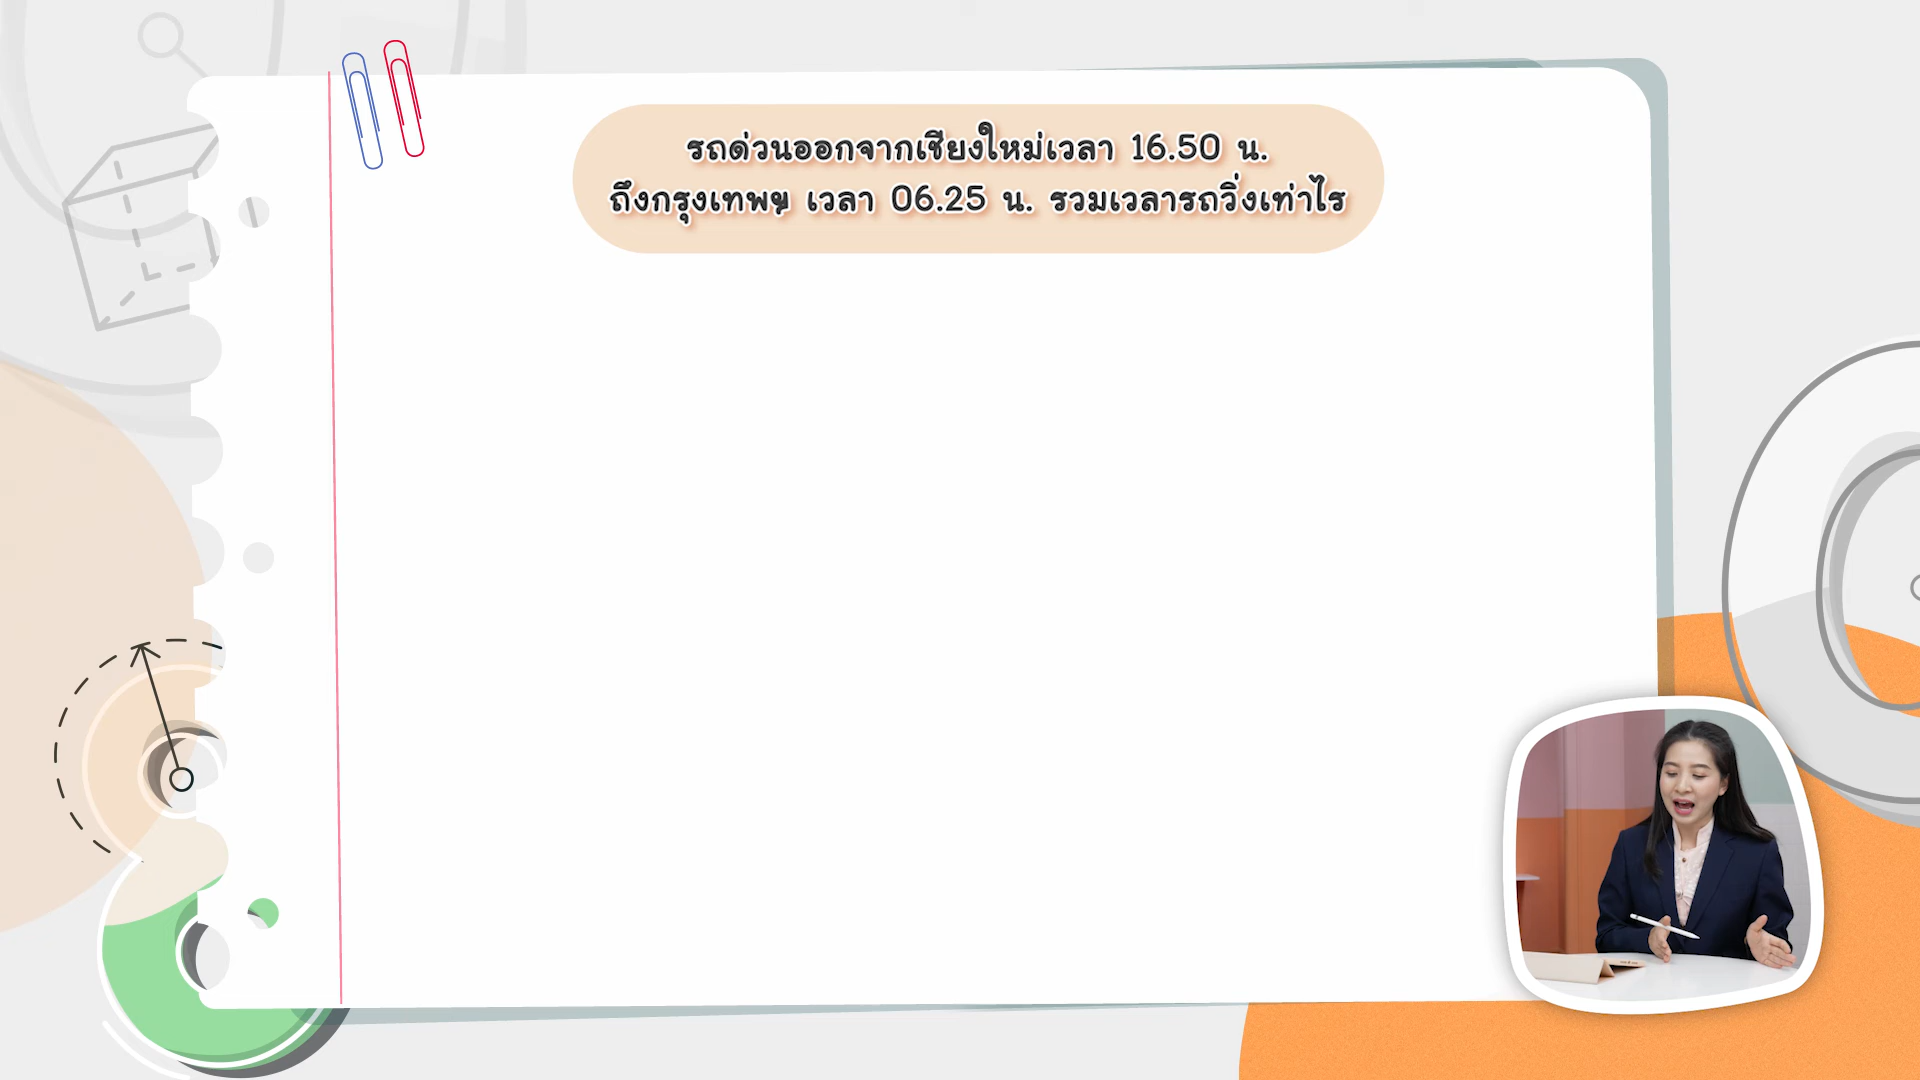 รถด่วนออกจากเชียงใหม่เวลา 16.50 น.
ถึงกรุงเทพฯ เวลา 06.25 น. รวมเวลารถวิ่งเท่าไร